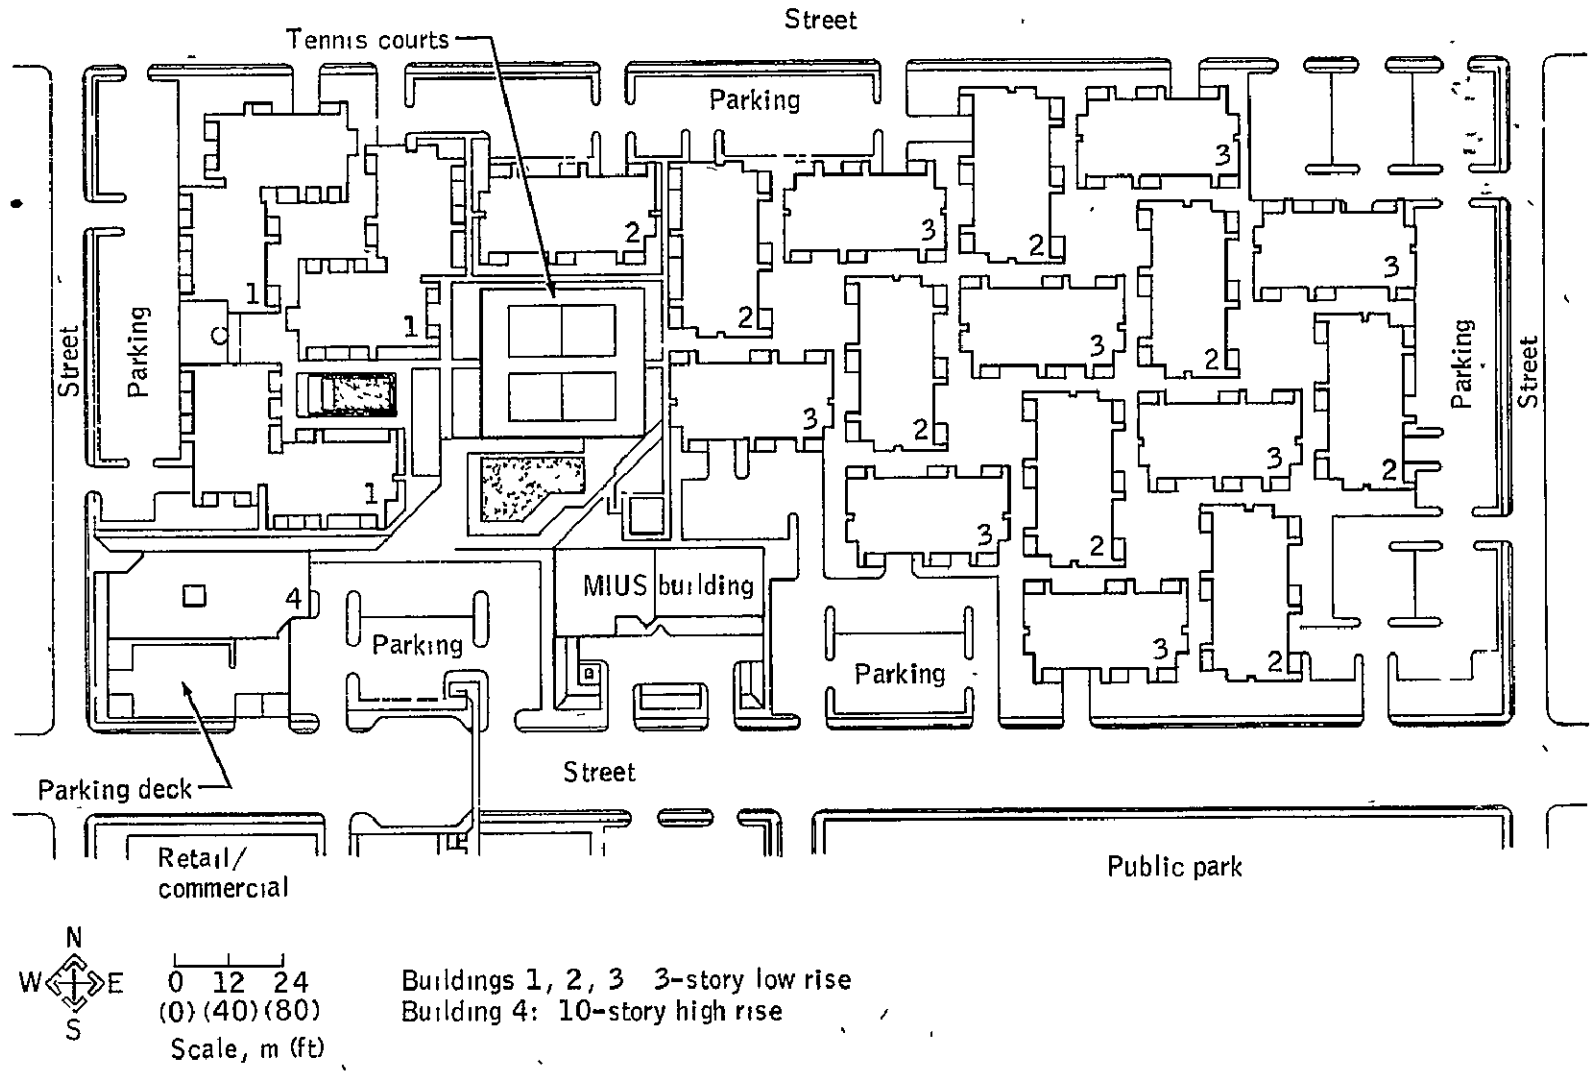 Street
Tennis courts
Parking
3
2
3
2
3
1
2
1
2
3
2
3
Street
Parking
Parking
Street
3
2
3
2
1
3
2
4
MIUS building
Parking
Parking
3
2
Parking deck
Street
Retail/
commercial
Public park
N
W E
S
0 12 24
(0) (40) (80)
Scale, m (ft)
Buildings 1, 2, 3 3-story low rise
Building 4: 10-story high rise